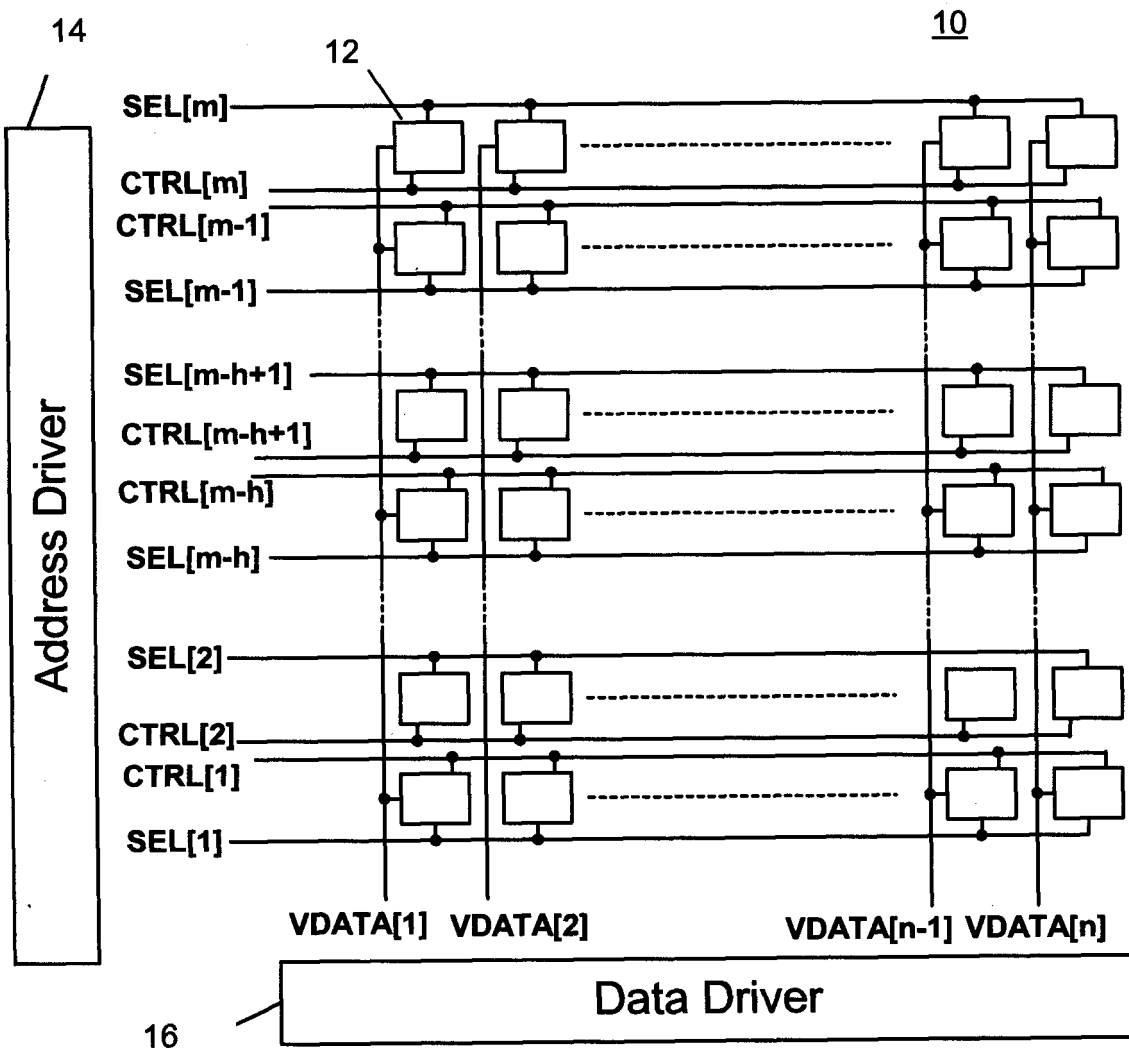 14
12
10
SEL[m]
CTRL[m]
CTRL[m-1]
SEL[m-1]
SEL[m-h+1]
CTRL[m-h+1]
CTRL[m-h]
SEL[m-h]
SEL[2]
CTRL[2]
CTRL[1]
SEL[1]
Address Driver
VDATA[1] VDATA[2] VDATA[n-1] VDATA[n]
Data Driver
16